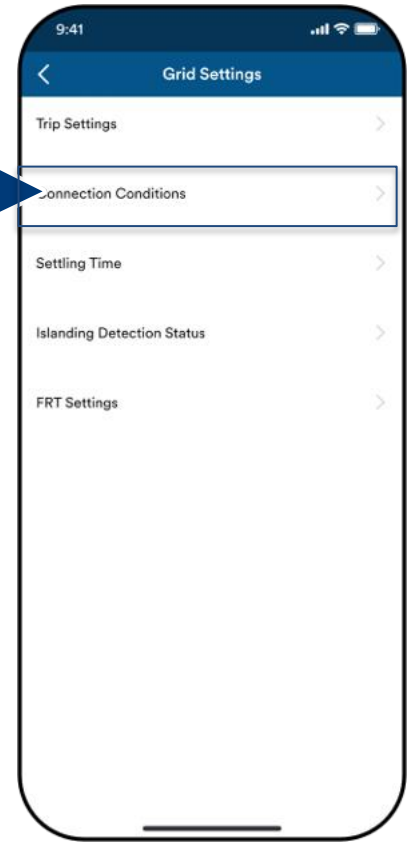 9:41
Grid Settings
Trip Settings
Connection Conditions
Settling Time
Islanding Detection Status
FRT Settings